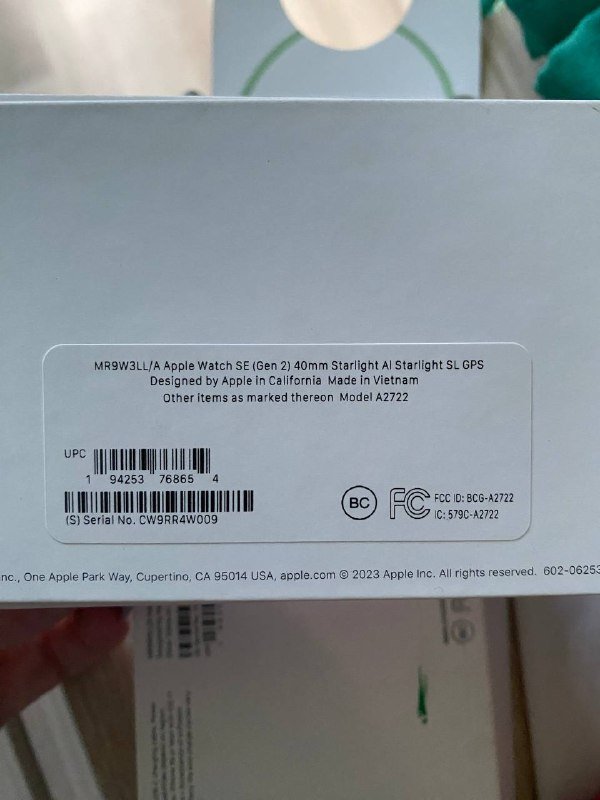 MR9W3LL/A Apple Watch SE (Gen 2) 40mm Starlight Al Starlight SL GPS
Designed by Apple in California Made in Vietnam
Other items as marked thereon Model A2722
UPC
1 94253 76865 4
(S) Serial No. CW9RR4W009
BC
FC FCC ID: BCG-A2722
IC: 579C-A2722
nc., One Apple Park Way, Cupertino, CA 95014 USA, apple.com © 2023 Apple Inc. All rights reserved. 602-06253